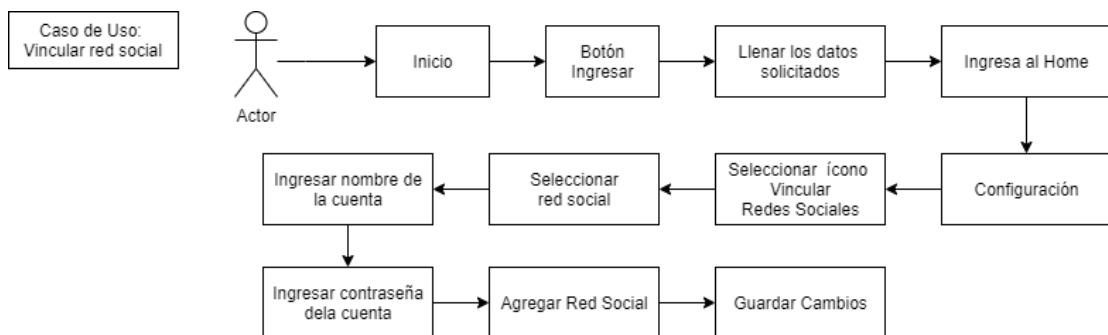 Caso de Uso:
Vincular red social
Actor
Inicio
Botón
Ingresar
Llenar los datos
solicitados
Ingresa al Home
Configuración
Seleccionar ícono
Vincular
Redes Sociales
Seleccionar
red social
Ingresar nombre de
la cuenta
Ingresar contraseña
dela cuenta
Agregar Red Social
Guardar Cambios